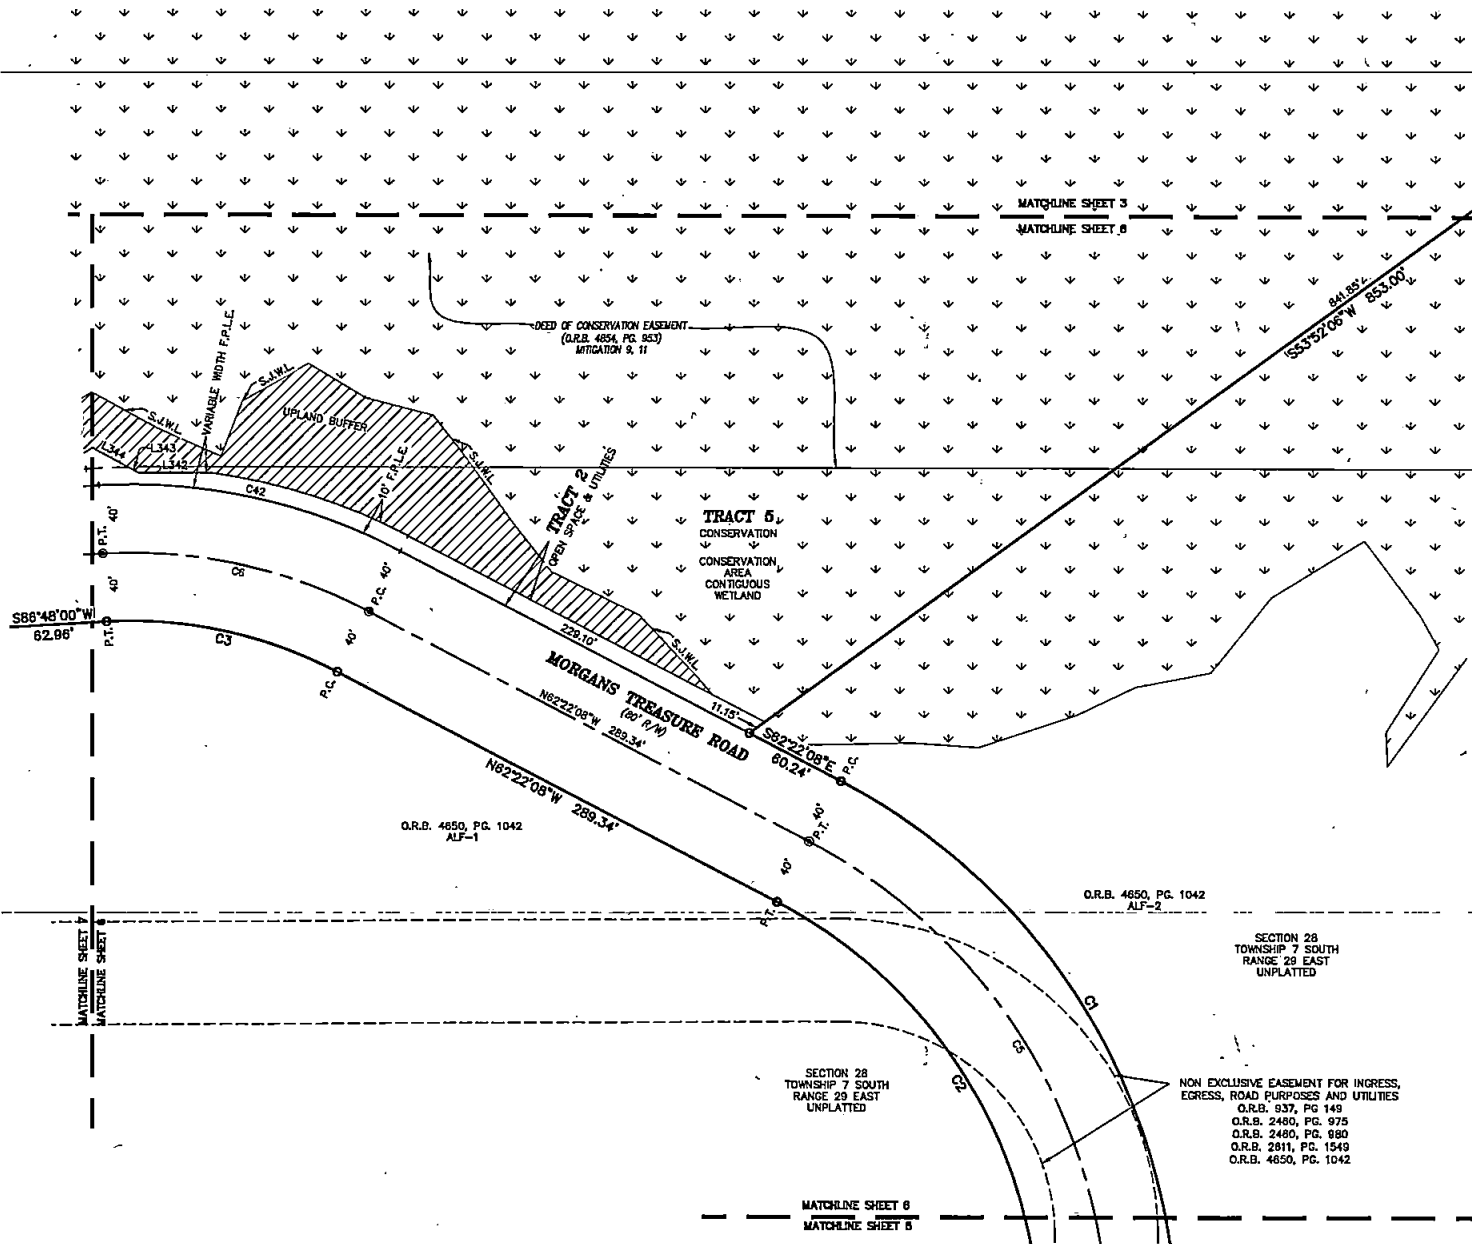 MATCHLINE SHEET 3
MATCHLINE SHEET 6
841.85'
S53°52'06"W 853.00'
DEED OF CONSERVATION EASEMENT
(O.R.B. 4854, PG. 953)
MITIGATION 9, 11
VARIABLE WIDTH F.P.L.E.
S.J.W.L.
S.J.W.L.
UPLAND BUFFER
L344
L343
L342
S.J.W.L.
10' F.P.L.E.
C42
TRACT 2
OPEN SPACE & UTILITIES
TRACT 5
CONSERVATION
CONSERVATION
AREA
CONTIGUOUS
WETLAND
P.T.
40'
C6
P.C.
40'
40'
S86°48'00"W
62.96'
P.T.
C3
40'
P.C.
229.10'
S.J.W.L.
MORGANS TREASURE ROAD
(80' R/W)
N62°22'08"W 289.34'
11.15'
S62°22'08"E
60.24'
P.C.
N62°22'08"W 289.34'
40'
P.T.
40'
P.T.
O.R.B. 4650, PG. 1042
ALF-1
O.R.B. 4650, PG. 1042
ALF-2
MATCHLINE SHEET 7
MATCHLINE SHEET 6
SECTION 28
TOWNSHIP 7 SOUTH
RANGE 29 EAST
UNPLATTED
C1
C5
C2
SECTION 28
TOWNSHIP 7 SOUTH
RANGE 29 EAST
UNPLATTED
NON EXCLUSIVE EASEMENT FOR INGRESS,
EGRESS, ROAD PURPOSES AND UTILITIES
O.R.B. 937, PG 149
O.R.B. 2480, PG. 975
O.R.B. 2480, PG. 980
O.R.B. 2611, PG. 1549
O.R.B. 4650, PG. 1042
MATCHLINE SHEET 6
MATCHLINE SHEET 5